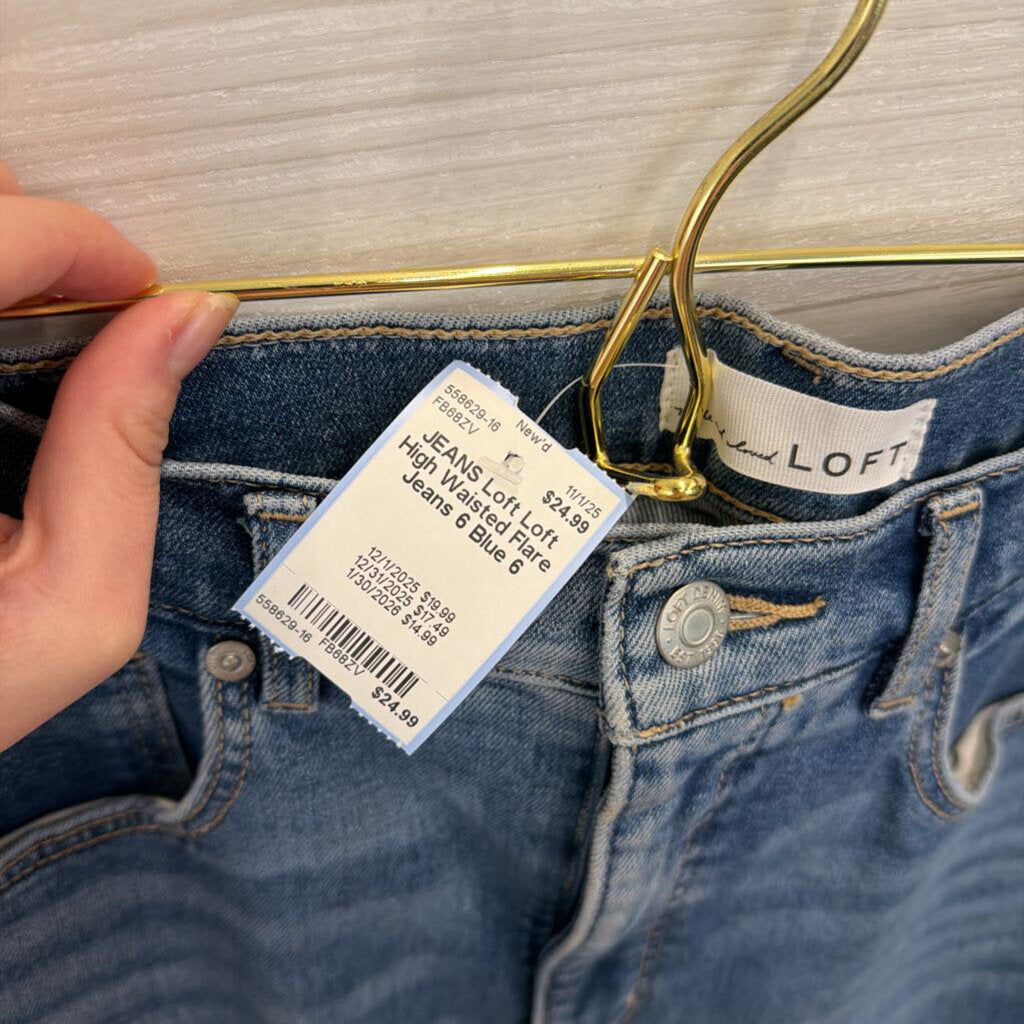 558629-16 New'd 11/1/25
FB68ZV $24.99
JEANS Loft Loft
High Waisted Flare
Jeans 6 Blue 6
12/1/2025 $19.99
12/31/2025 $17.49
1/30/2026 $14.99
558629-16 FB68ZV $24.99
loved LOFT
LOFT DENIM